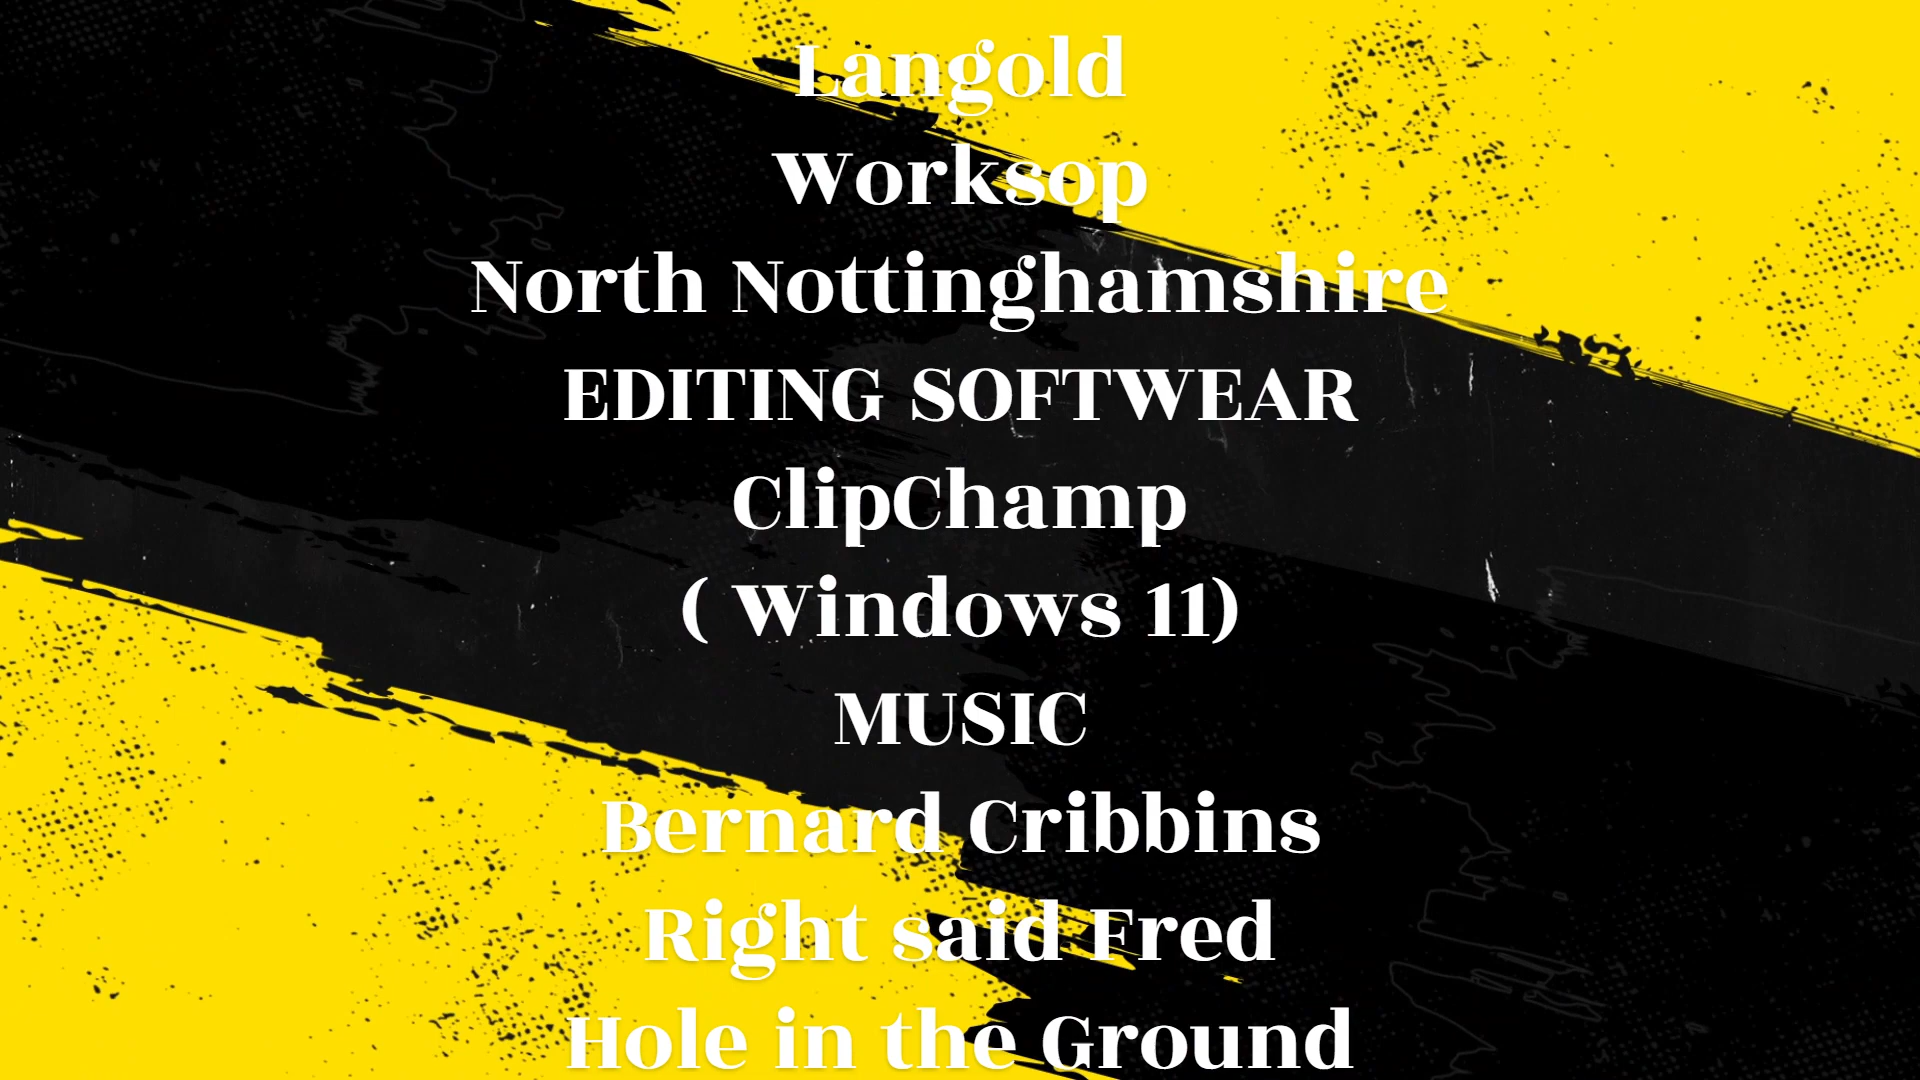 Langold
Worksop
North Nottinghamshire
EDITING SOFTWEAR
ClipChamp
( Windows 11)
MUSIC
Bernard Cribbins
Right said Fred
Hole in the Ground